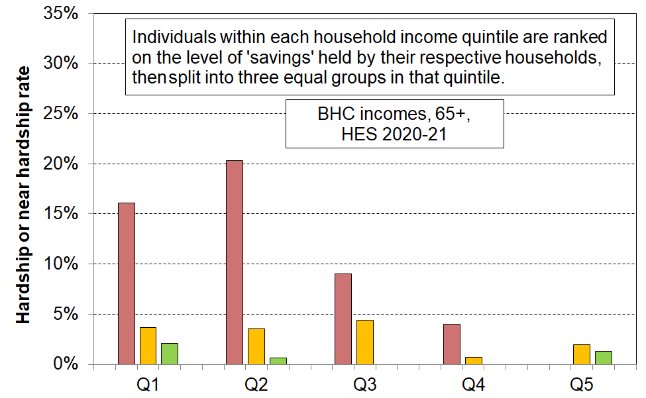 35%
Individuals within each household income quintile are ranked
on the level of 'savings' held by their respective households,
then split into three equal groups in that quintile.
30%
25%
BHC incomes, 65+,
HES 2020-21
20%
15%
10%
5%
0%
Hardship or near hardship rate
Q1 Q2 Q3 Q4 Q5